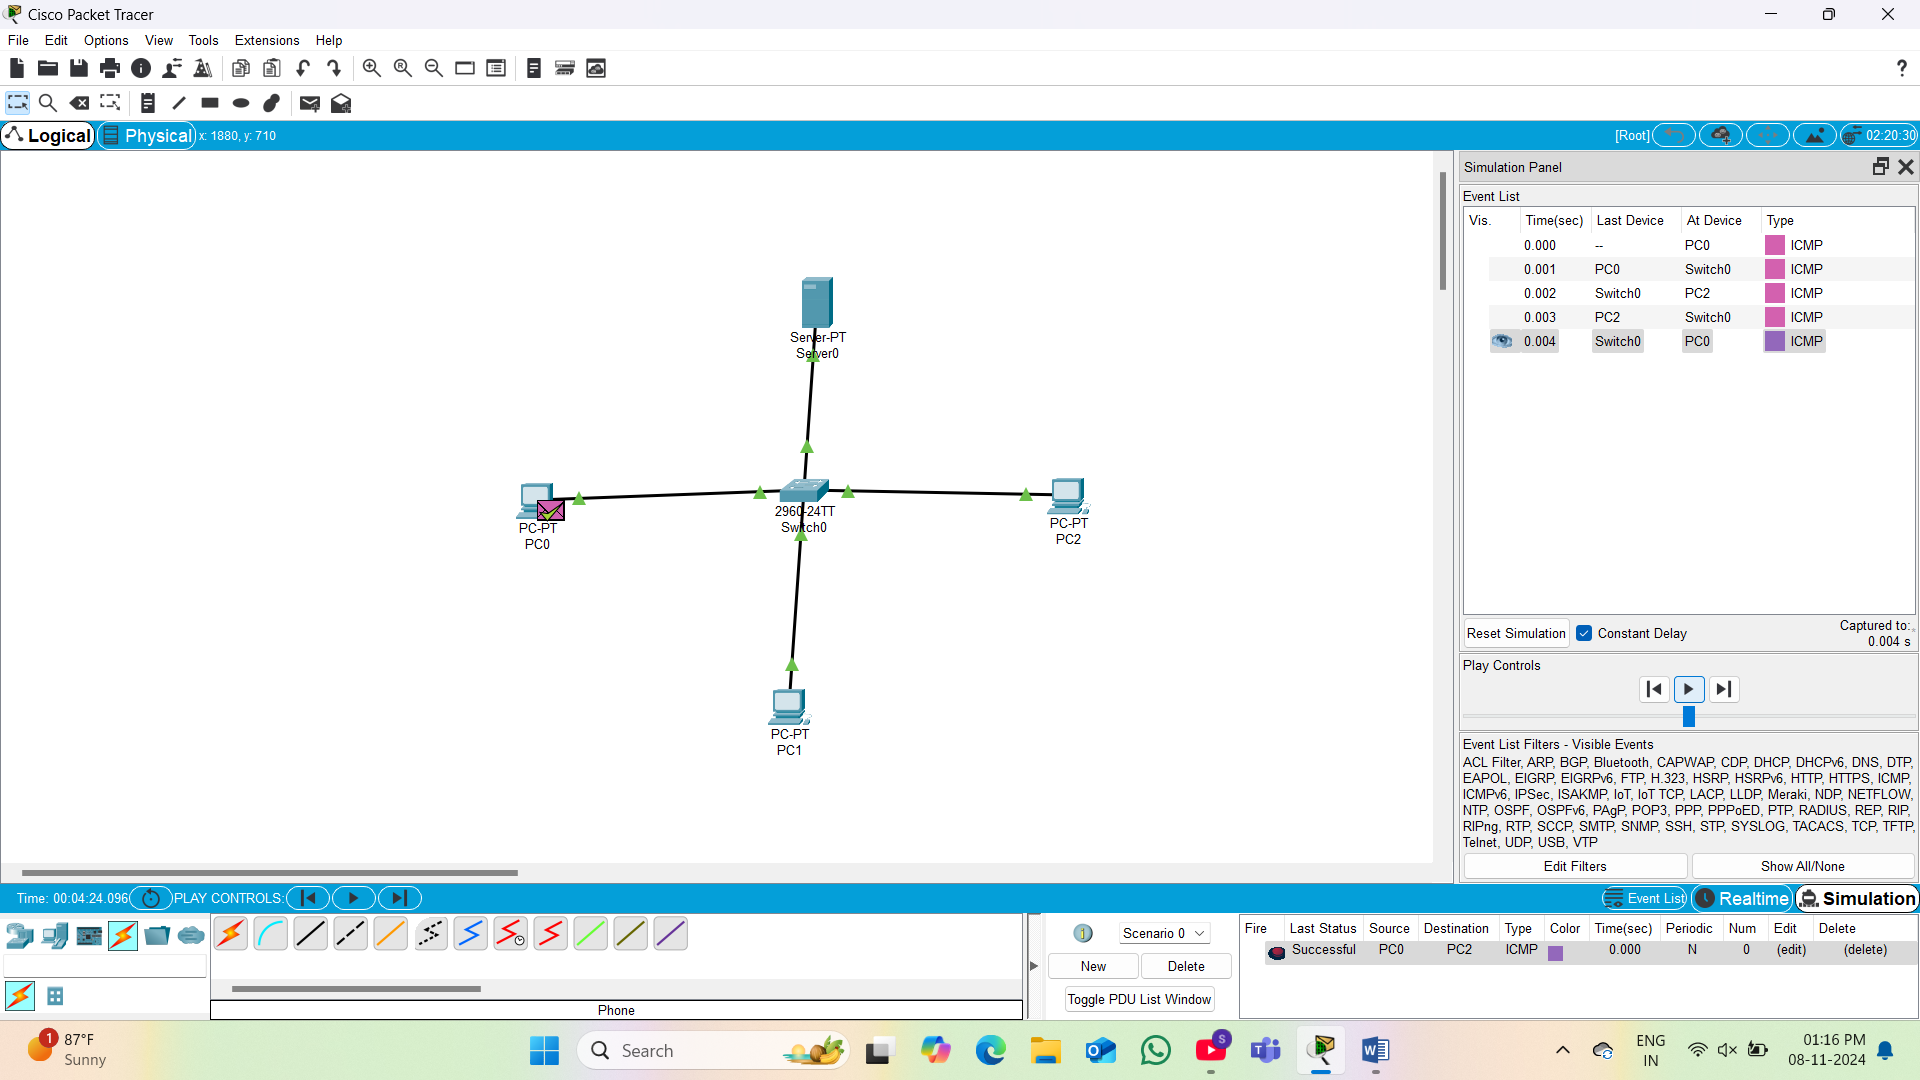 Cisco Packet Tracer
File Edit Options View Tools Extensions Help
Logical Physical x: 1880, y: 710 [Root] 02:20:30
Simulation Panel
Event List
Vis. Time(sec) Last Device At Device Type
0.000 -- PC0 ICMP
0.001 PC0 Switch0 ICMP
0.002 Switch0 PC2 ICMP
0.003 PC2 Switch0 ICMP
0.004 Switch0 PC0 ICMP
Server-PT
Server0
2960-24TT
Switch0
PC-PT
PC0
PC-PT
PC2
PC-PT
PC1
Reset Simulation Constant Delay Captured to:
0.004 s
Play Controls
Event List Filters - Visible Events
ACL Filter, ARP, BGP, Bluetooth, CAPWAP, CDP, DHCP, DHCPv6, DNS, DTP,
EAPOL, EIGRP, EIGRPv6, FTP, H.323, HSRP, HSRPv6, HTTP, HTTPS, ICMP,
ICMPv6, IPSec, ISAKMP, IoT, IoT TCP, LACP, LLDP, Meraki, NDP, NETFLOW,
NTP, OSPF, OSPFv6, PAgP, POP3, PPP, PPPoED, PTP, RADIUS, REP, RIP,
RIPng, RTP, SCCP, SMTP, SNMP, SSH, STP, SYSLOG, TACACS, TCP, TFTP,
Telnet, UDP, USB, VTP
Edit Filters Show All/None
Time: 00:04:24.096 PLAY CONTROLS: Event List Realtime Simulation
Scenario 0
New Delete
Toggle PDU List Window
Fire Last Status Source Destination Type Color Time(sec) Periodic Num Edit Delete
Successful PC0 PC2 ICMP 0.000 N 0 (edit) (delete)
Phone
1 87°F
Sunny
Search
S
ENG
IN
01:16 PM
08-11-2024